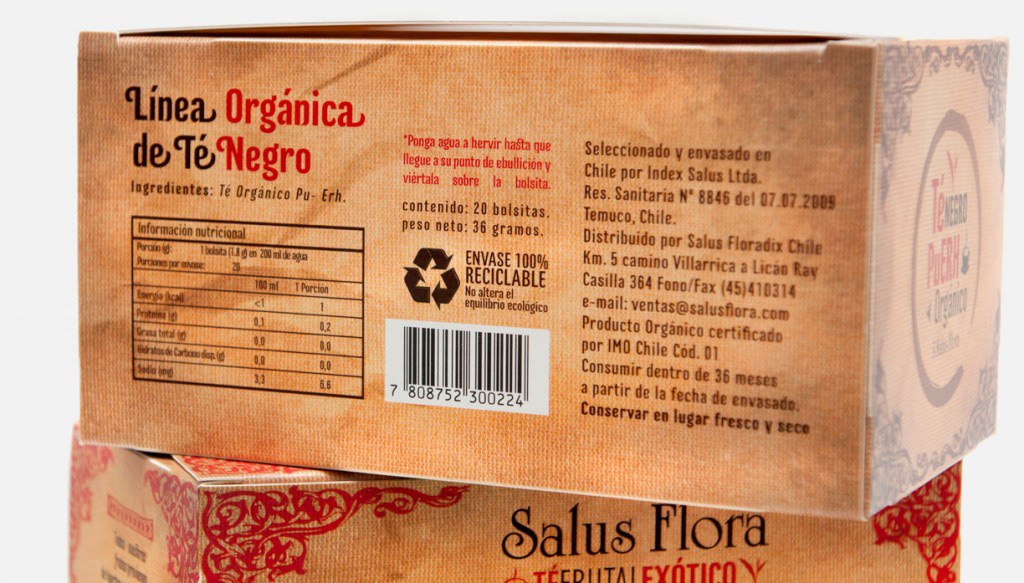 Línea Orgánica
de Té Negro
Ingredientes: Té Orgánico Pu- Erh.
Información nutricional
Porción (g): 1 bolsita (1.8 g) en 200 ml de agua
Porciones por envase: 20
100 ml 1 Porción
Energía (kcal) <1 1
Proteína (g) 0,1 0,2
Grasa total (g) 0,0 0,0
Hidratos de Carbono disp. (g) 0,0 0,0
Sodio (mg) 3,3 6,6
"Ponga agua a hervir hasta que
llegue a su punto de ebullición y
viértala sobre la bolsita.
contenido: 20 bolsitas.
peso neto: 36 gramos.
ENVASE 100%
RECICLABLE
No altera el
equilibrio ecológico
7 808752 300224
Seleccionado y envasado en
Chile por Index Salus Ltda.
Res. Sanitaria N° 8846 del 07.07.2009
Temuco, Chile.
Distribuido por Salus Floradix Chile
Km. 5 camino Villarrica a Licán Ray
Casilla 364 Fono/Fax (45)410314
e-mail: ventas@salusflora.com
Producto Orgánico certificado
por IMO Chile Cód. 01
Consumir dentro de 36 meses
a partir de la fecha de envasado.
Conservar en lugar fresco y seco
Té NEGRO
PuERH
Orgánico
Salus Flora
TÉ FRUTAL EXÓTICO